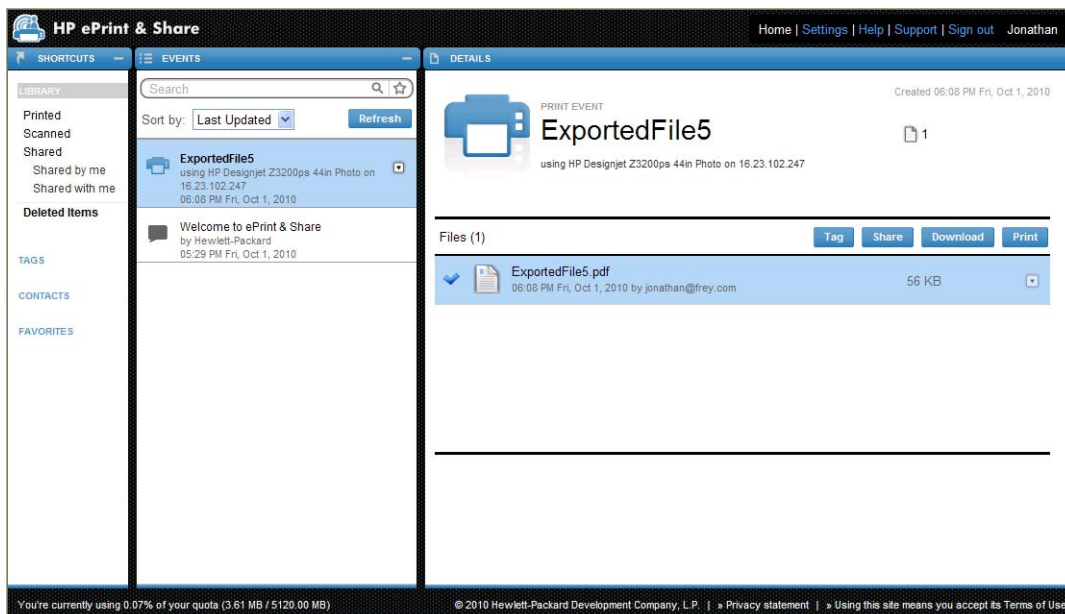 HP ePrint & Share
Home | Settings | Help | Support | Sign out Jonathan
SHORTCUTS
LIBRARY
Printed
Scanned
Shared
Shared by me
Shared with me
Deleted Items
TAGS
CONTACTS
FAVORITES
EVENTS
Search
Sort by: Last Updated Refresh
ExportedFile5
using HP Designjet Z3200ps 44in Photo on
16.23.102.247
06:08 PM Fri, Oct 1, 2010
Welcome to ePrint & Share
by Hewlett-Packard
05:29 PM Fri, Oct 1, 2010
DETAILS
Created 06:08 PM Fri, Oct 1, 2010
PRINT EVENT
ExportedFile5
1
using HP Designjet Z3200ps 44in Photo on 16.23.102.247
Files (1) Tag Share Download Print
ExportedFile5.pdf
56 KB
06:08 PM Fri, Oct 1, 2010 by jonathan@frey.com
You're currently using 0.07% of your quota (3.61 MB / 5120.00 MB)
© 2010 Hewlett-Packard Development Company, L.P. | » Privacy statement | » Using this site means you accept its Terms of Use